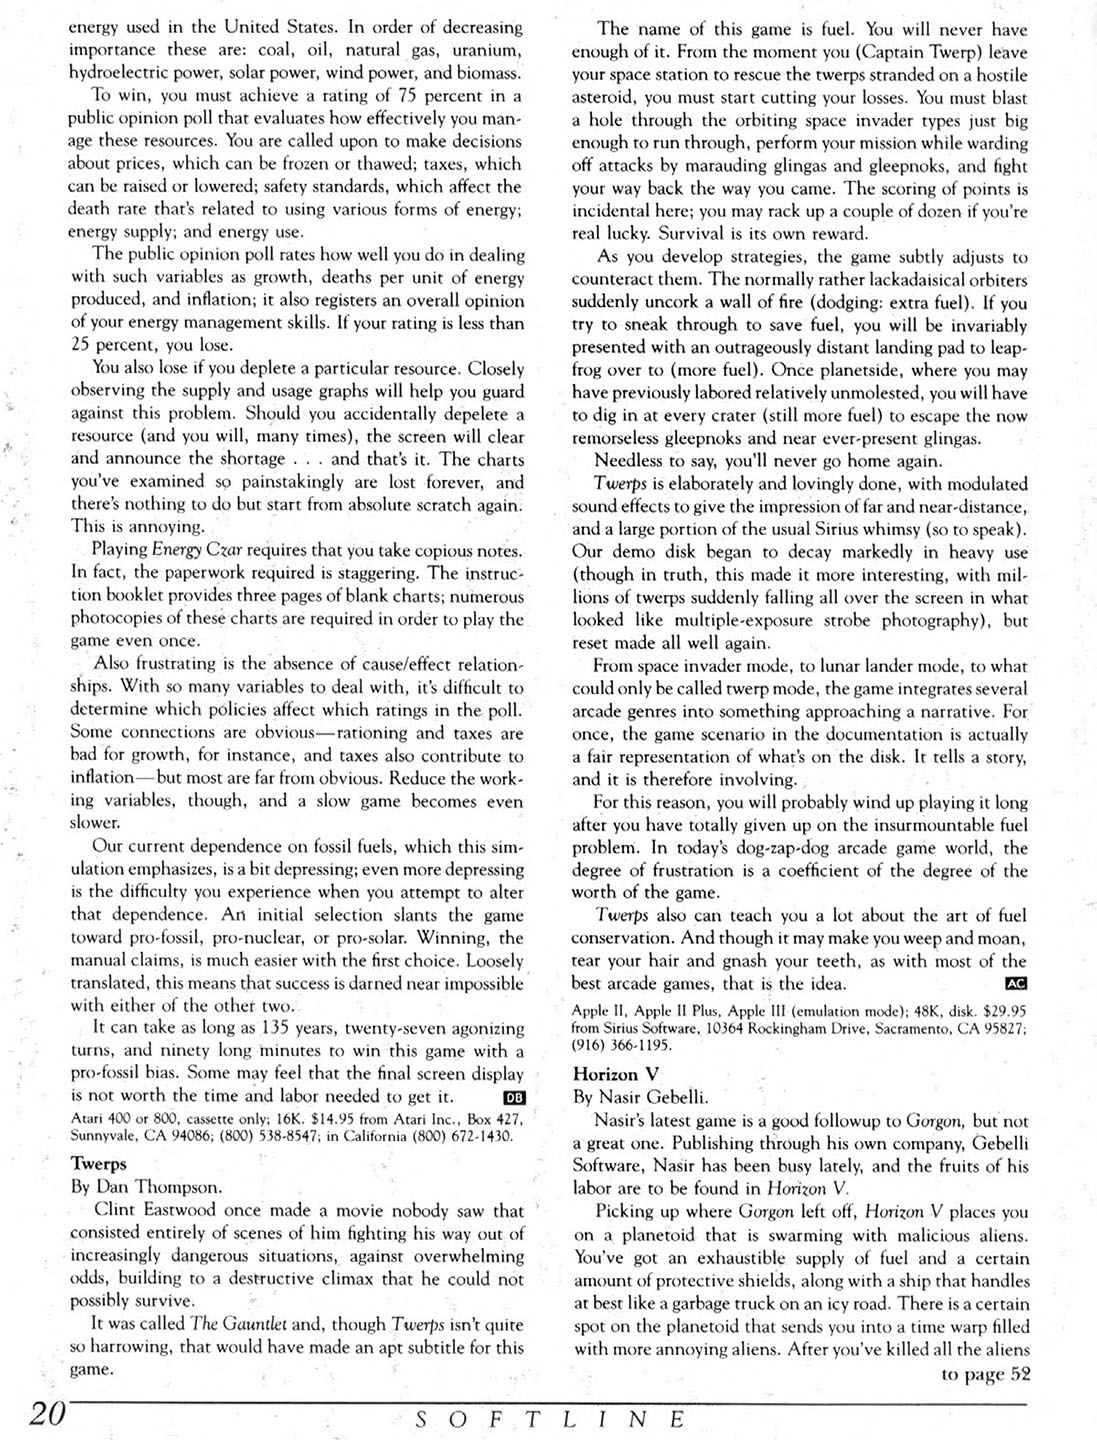 energy used in the United States. In order of decreasing
importance these are: coal, oil, natural gas, uranium,
hydroelectric power, solar power, wind power, and biomass.
To win, you must achieve a rating of 75 percent in a
public opinion poll that evaluates how effectively you man-
age these resources. You are called upon to make decisions
about prices, which can be frozen or thawed; taxes, which
can be raised or lowered; safety standards, which affect the
death rate that's related to using various forms of energy;
energy supply; and energy use.
The public opinion poll rates how well you do in dealing
with such variables as growth, deaths per unit of energy
produced, and inflation; it also registers an overall opinion
of your energy management skills. If your rating is less than
25 percent, you lose.
You also lose if you deplete a particular resource. Closely
observing the supply and usage graphs will help you guard
against this problem. Should you accidentally depelete a
resource (and you will, many times), the screen will clear
and announce the shortage . . . and that's it. The charts
you've examined so painstakingly are lost forever, and
there's nothing to do but start from absolute scratch again.
This is annoying.
Playing Energy Czar requires that you take copious notes.
In fact, the paperwork required is staggering. The instruc-
tion booklet provides three pages of blank charts; numerous
photocopies of these charts are required in order to play the
game even once.
Also frustrating is the absence of cause/effect relation-
ships. With so many variables to deal with, it's difficult to
determine which policies affect which ratings in the poll.
Some connections are obvious—rationing and taxes are
bad for growth, for instance, and taxes also contribute to
inflation—but most are far from obvious. Reduce the work-
ing variables, though, and a slow game becomes even
slower.
Our current dependence on fossil fuels, which this sim-
ulation emphasizes, is a bit depressing; even more depressing
is the difficulty you experience when you attempt to alter
that dependence. An initial selection slants the game
toward pro-fossil, pro-nuclear, or pro-solar. Winning, the
manual claims, is much easier with the first choice. Loosely
translated, this means that success is darned near impossible
with either of the other two.
It can take as long as 135 years, twenty-seven agonizing
turns, and ninety long minutes to win this game with a
pro-fossil bias. Some may feel that the final screen display
is not worth the time and labor needed to get it. DB
Atari 400 or 800, cassette only; 16K. $14.95 from Atari Inc., Box 427,
Sunnyvale, CA 94086; (800) 538-8547; in California (800) 672-1430.
Twerps
By Dan Thompson.
Clint Eastwood once made a movie nobody saw that
consisted entirely of scenes of him fighting his way out of
increasingly dangerous situations, against overwhelming
odds, building to a destructive climax that he could not
possibly survive.
It was called The Gauntlet and, though Twerps isn't quite
so harrowing, that would have made an apt subtitle for this
game.
The name of this game is fuel. You will never have
enough of it. From the moment you (Captain Twerp) leave
your space station to rescue the twerps stranded on a hostile
asteroid, you must start cutting your losses. You must blast
a hole through the orbiting space invader types just big
enough to run through, perform your mission while warding
off attacks by marauding glingas and gleepnoks, and fight
your way back the way you came. The scoring of points is
incidental here; you may rack up a couple of dozen if you're
real lucky. Survival is its own reward.
As you develop strategies, the game subtly adjusts to
counteract them. The normally rather lackadaisical orbiters
suddenly uncork a wall of fire (dodging: extra fuel). If you
try to sneak through to save fuel, you will be invariably
presented with an outrageously distant landing pad to leap-
frog over to (more fuel). Once planetside, where you may
have previously labored relatively unmolested, you will have
to dig in at every crater (still more fuel) to escape the now
remorseless gleepnoks and near ever-present glingas.
Needless to say, you'll never go home again.
Twerps is elaborately and lovingly done, with modulated
sound effects to give the impression of far and near-distance,
and a large portion of the usual Sirius whimsy (so to speak).
Our demo disk began to decay markedly in heavy use
(though in truth, this made it more interesting, with mil-
lions of twerps suddenly falling all over the screen in what
looked like multiple-exposure strobe photography), but
reset made all well again.
From space invader mode, to lunar lander mode, to what
could only be called twerp mode, the game integrates several
arcade genres into something approaching a narrative. For
once, the game scenario in the documentation is actually
a fair representation of what's on the disk. It tells a story,
and it is therefore involving.
For this reason, you will probably wind up playing it long
after you have totally given up on the insurmountable fuel
problem. In today's dog-zap-dog arcade game world, the
degree of frustration is a coefficient of the degree of the
worth of the game.
Twerps also can teach you a lot about the art of fuel
conservation. And though it may make you weep and moan,
tear your hair and gnash your teeth, as with most of the
best arcade games, that is the idea. AC
Apple II, Apple II Plus, Apple III (emulation mode); 48K, disk. $29.95
from Sirius Software, 10364 Rockingham Drive, Sacramento, CA 95827;
(916) 366-1195.
Horizon V
By Nasir Gebelli.
Nasir's latest game is a good followup to Gorgon, but not
a great one. Publishing through his own company, Gebelli
Software, Nasir has been busy lately, and the fruits of his
labor are to be found in Horizon V.
Picking up where Gorgon left off, Horizon V places you
on a planetoid that is swarming with malicious aliens.
You've got an exhaustible supply of fuel and a certain
amount of protective shields, along with a ship that handles
at best like a garbage truck on an icy road. There is a certain
spot on the planetoid that sends you into a time warp filled
with more annoying aliens. After you've killed all the aliens
to page 52
20
SOFTLINE